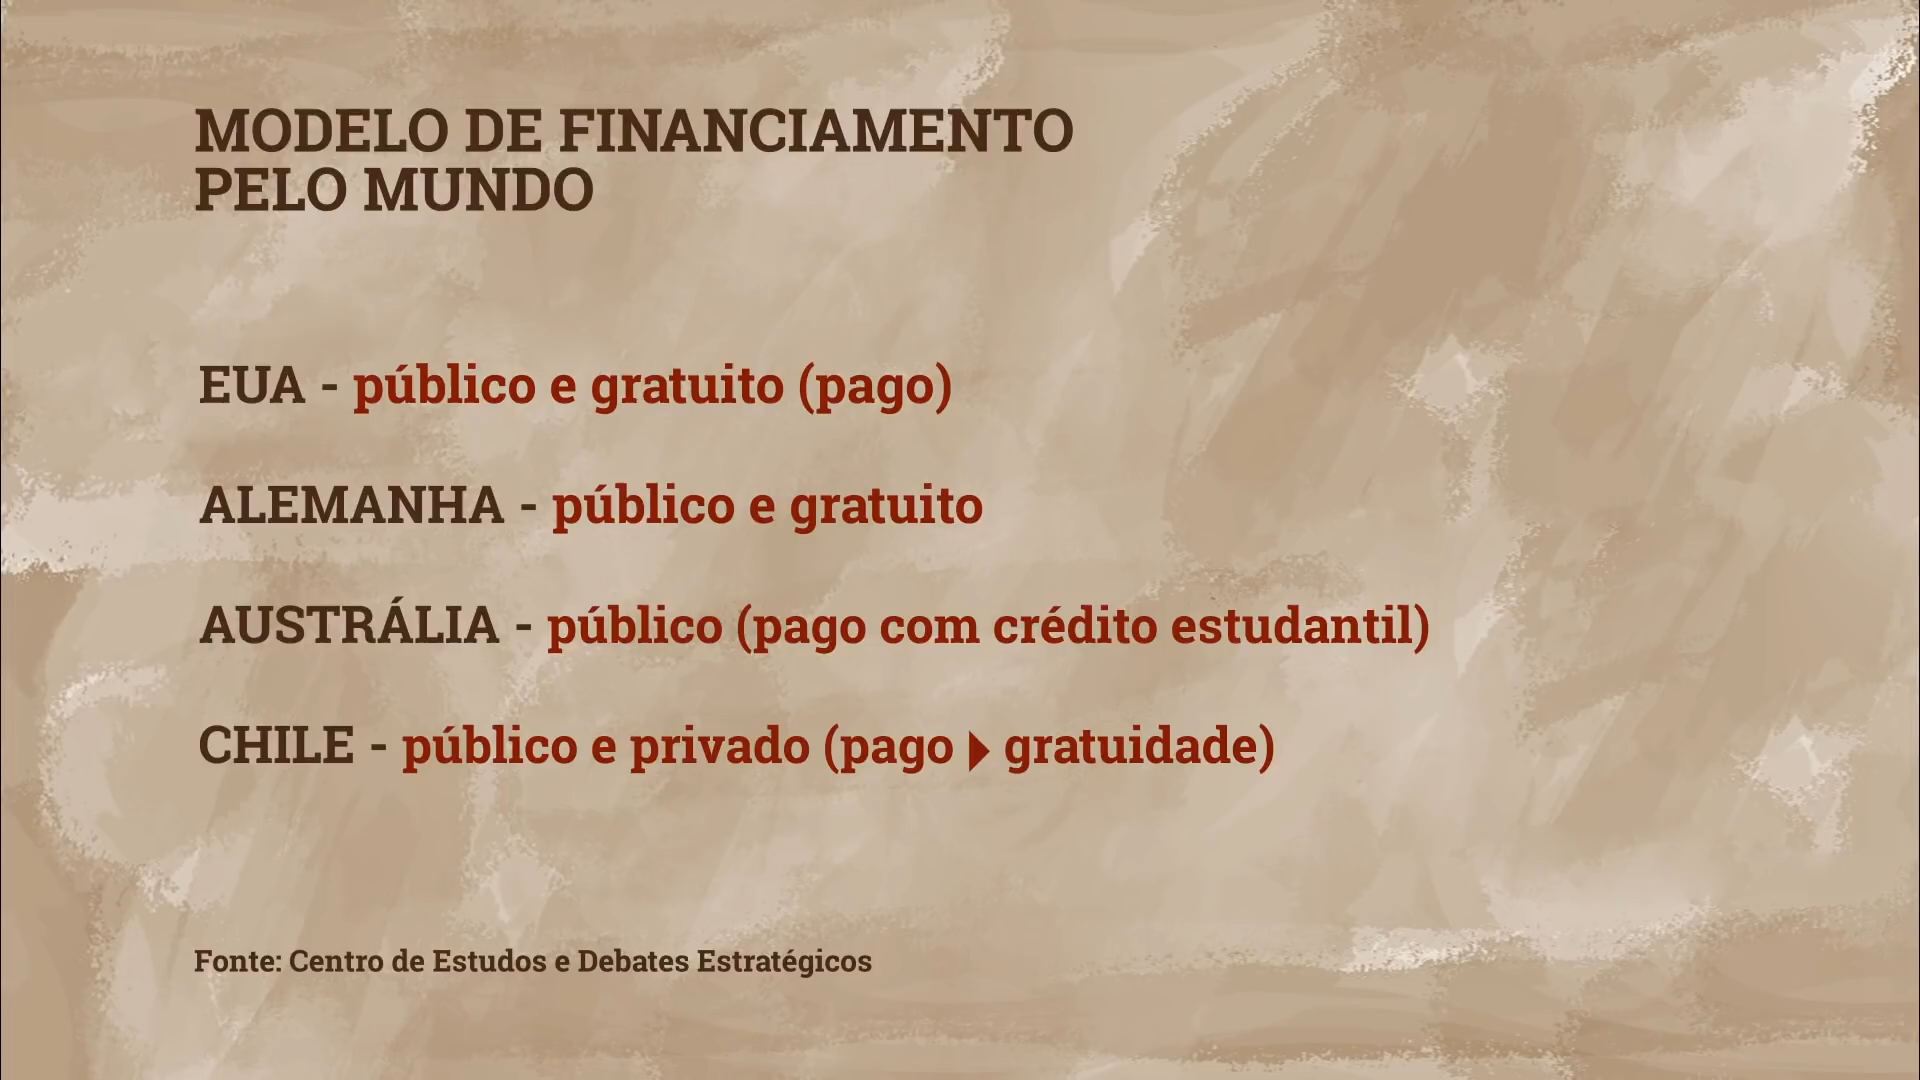 MODELO DE FINANCIAMENTO
PELO MUNDO
EUA - público e gratuito (pago)
ALEMANHA - público e gratuito
AUSTRÁLIA - público (pago com crédito estudantil)
CHILE - público e privado (pago ▶ gratuidade)
Fonte: Centro de Estudos e Debates Estratégicos